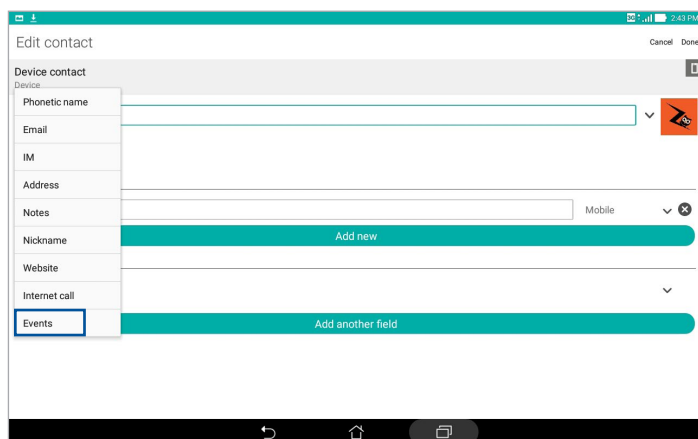 3G 2:43 PM
Edit contact
Cancel Done
Device contact
Device
Phonetic name
Email
IM
Address
Notes
Mobile
Nickname
Add new
Website
Internet call
Events
Add another field